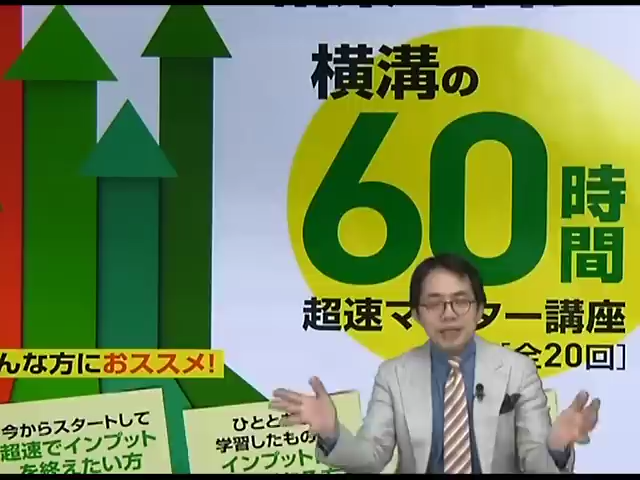 横溝の
60時間
超速マ
ター講座
全20回]
んな方におススメ!
今からスタートして
超速でインプット
を終えたい方
ひとと
学習したもの
インプット